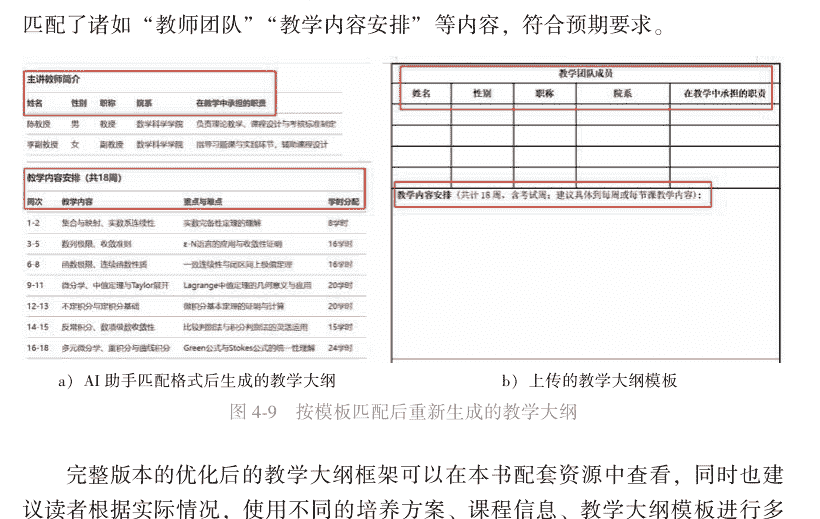 匹配了诸如“教师团队”“教学内容安排”等内容，符合预期要求。
主讲教师简介
姓名 性别 职称 院系 在教学中承担的职责
陈教授 男 教授 数学科学学院 负责理论教学、课程设计与考核标准制定
李副教授 女 副教授 数学科学学院 指导习题课与实践环节、辅助课程设计
教学内容安排（共18周）
周次 教学内容 重点与难点 学时分配
1-2 集合与映射、实数系连续性 实数完备性定理的理解 8学时
3-5 数列极限、收敛准则 ε-N语言的应用与收敛性证明 16学时
6-8 函数极限、连续函数性质 一致连续性与闭区间上极值定理 16学时
9-11 微分学、中值定理与Taylor展开 Lagrange中值定理的几何意义与应用 20学时
12-13 不定积分与定积分基础 微积分基本定理的证明与计算 20学时
14-15 反常积分、数项级数收敛性 比较判别法与积分判别法的灵活运用 15学时
16-18 多元微分学、重积分与曲线积分 Green公式与Stokes公式的统一性理解 24学时
教学团队成员
姓名 性别 职称 院系 在教学中承担的职责
教学内容安排（共计18周，含考试周；建议具体到每周或每节课教学内容）：
a）AI 助手匹配格式后生成的教学大纲
b）上传的教学大纲模板
图 4-9 按模板匹配后重新生成的教学大纲
完整版本的优化后的教学大纲框架可以在本书配套资源中查看，同时也建
议读者根据实际情况，使用不同的培养方案、课程信息、教学大纲模板进行多